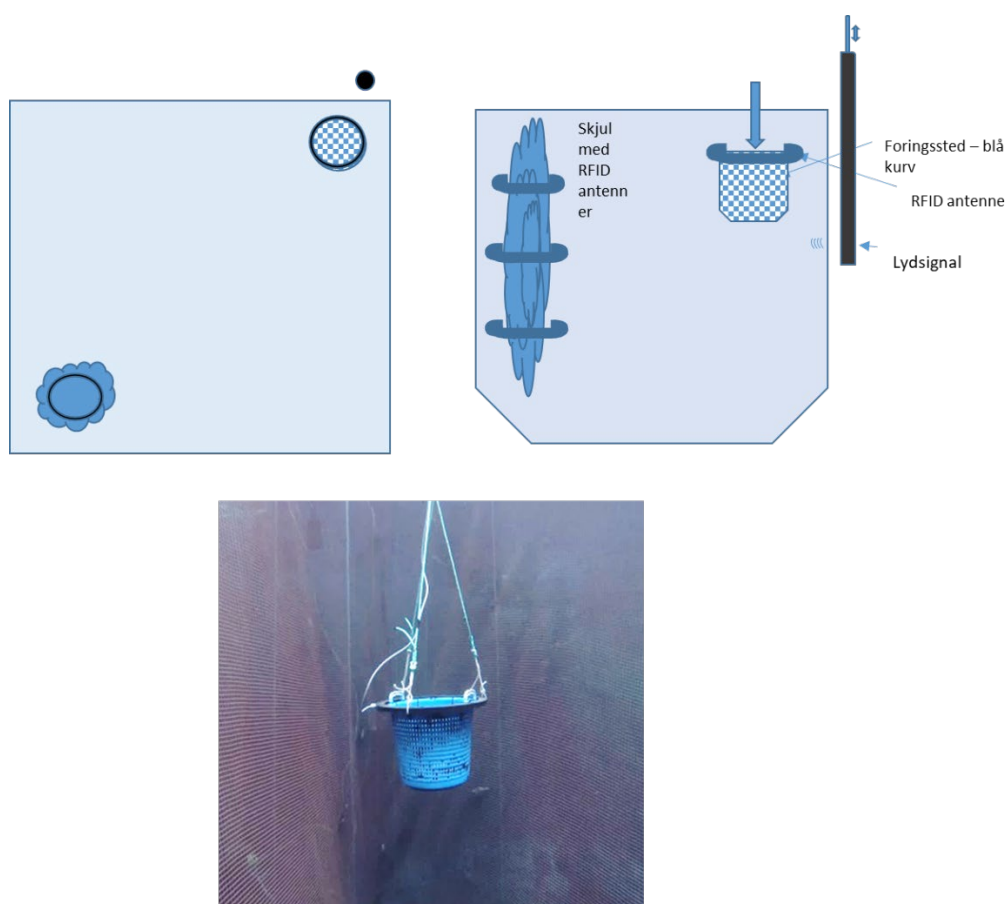 Skjul
med
RFID
antenn
er
Foringssted – blå
kurv
RFID antenne
Lydsignal